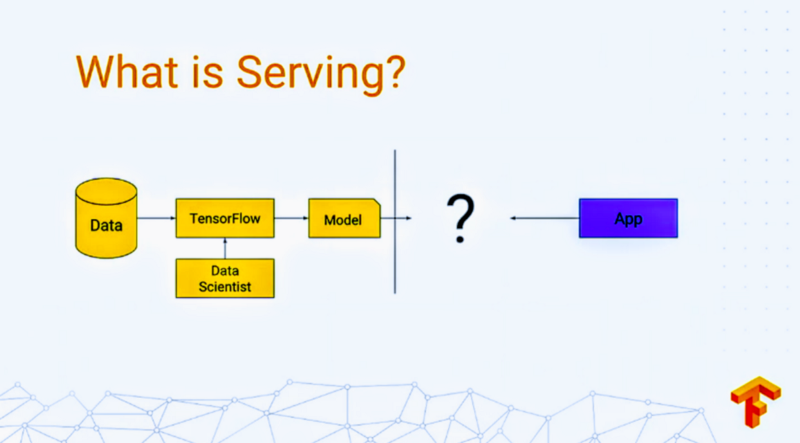 What is Serving?
Data
TensorFlow
Model
?
App
Data
Scientist